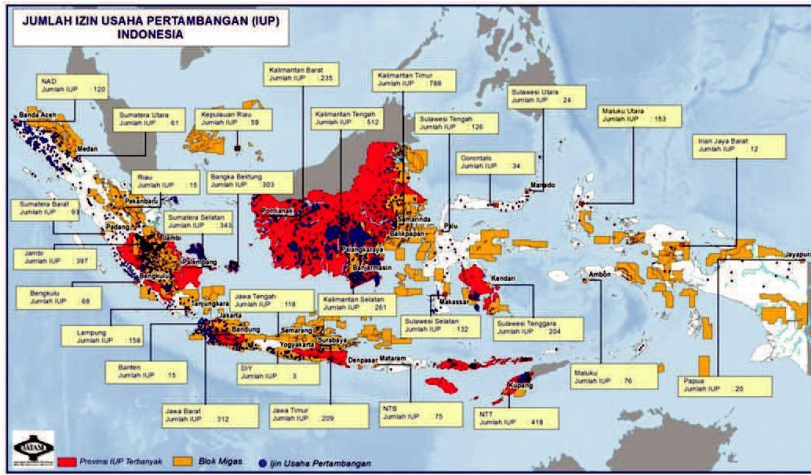 JUMLAH IZIN USAHA PERTAMBANGAN (IUP)
INDONESIA
NAD
Jumlah IUP : 120
Sumatera Utara
Jumlah IUP : 61
Kepulauan Riau
Jumlah IUP : 59
Kalimantan Barat
Jumlah IUP : 235
Kalimantan Tengah
Jumlah IUP : 512
Kalimantan Timur
Jumlah IUP : 788
Sulawesi Tengah
Jumlah IUP : 126
Sulawesi Utara
Jumlah IUP : 24
Maluku Utara
Jumlah IUP : 153
Irian Jaya Barat
Jumlah IUP : 12
Gorontalo
Jumlah IUP : 34
Riau
Jumlah IUP : 15
Bangka Belitung
Jumlah IUP : 303
Sumatera Barat
Jumlah IUP : 93
Sumatera Selatan
Jumlah IUP : 343
Jambi
Jumlah IUP : 397
Bengkulu
Jumlah IUP : 68
Lampung
Jumlah IUP : 158
Banten
Jumlah IUP : 15
Jawa Barat
Jumlah IUP : 312
Jawa Tengah
Jumlah IUP : 118
DIY
Jumlah IUP : 3
Jawa Timur
Jumlah IUP : 209
Kalimantan Selatan
Jumlah IUP : 261
NTB
Jumlah IUP : 75
NTT
Jumlah IUP : 418
Sulawesi Selatan
Jumlah IUP : 132
Sulawesi Tenggara
Jumlah IUP : 204
Maluku
Jumlah IUP : 76
Papua
Jumlah IUP : 20
Banda Aceh
Medan
Pekanbaru
Padang
Jambi
Palembang
Bengkulu
Tanjungkara
Jakarta
Bandung
Semarang
Yogyakarta
Surabaya
Denpasar
Mataram
Kupang
Pontianak
Palangkaraya
Banjarmasin
Samarinda
Balikpapan
Palu
Manado
Makassar
Kendari
Ambon
Jayapura
JATAM
Provinsi IUP Terbanyak
Blok Migas
Ijin Usaha Pertambangan